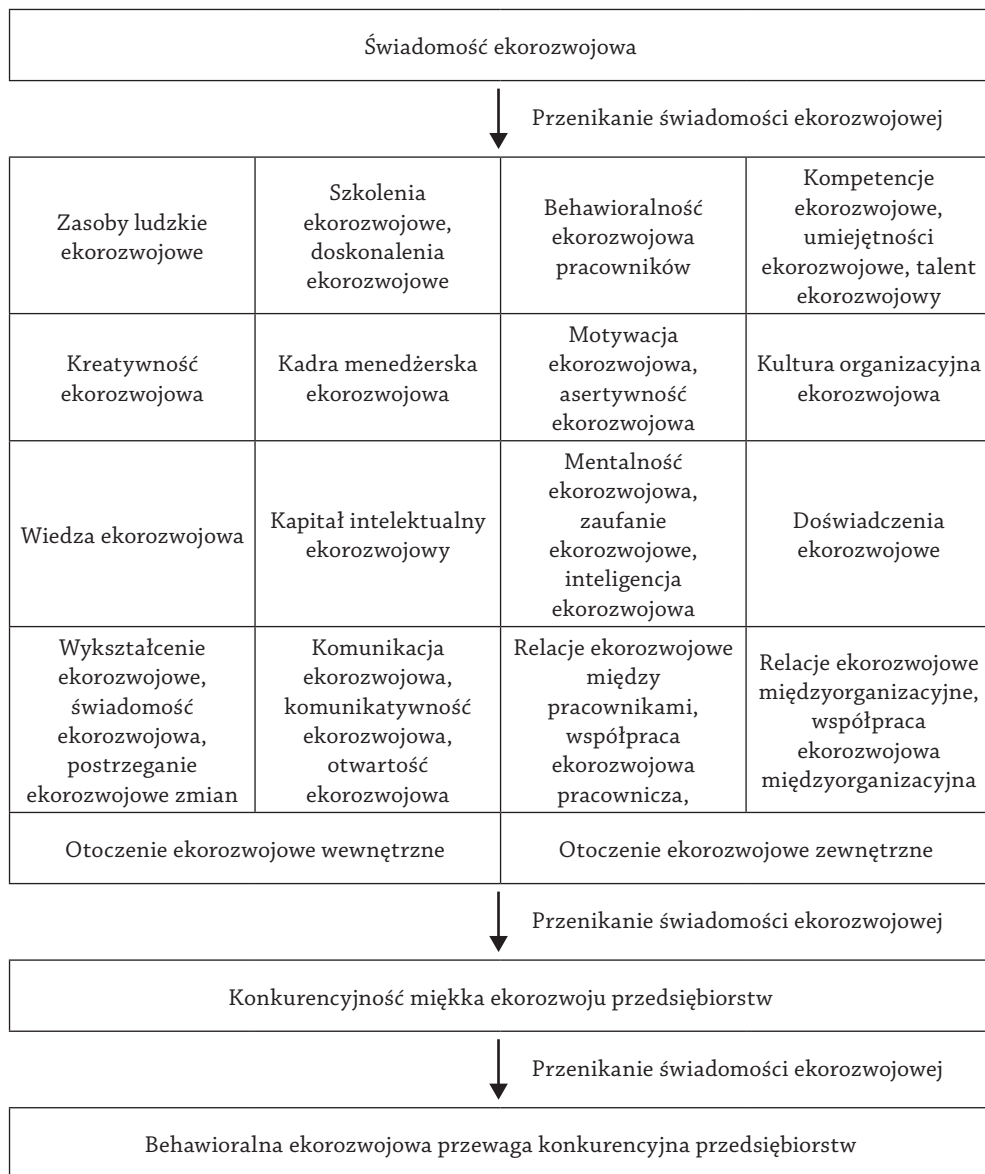 Świadomość ekorozwojowa
Przenikanie świadomości ekorozwojowej
Zasoby ludzkie
ekorozwojowe
Szkolenia
ekorozwojowe,
doskonalenia
ekorozwojowe
Behawioralność
ekorozwojowa
pracowników
Kompetencje
ekorozwojowe,
umiejętności
ekorozwojowe, talent
ekorozwojowy
Kreatywność
ekorozwojowa
Kadra menedżerska
ekorozwojowa
Motywacja
ekorozwojowa,
asertywność
ekorozwojowa
Kultura organizacyjna
ekorozwojowa
Wiedza ekorozwojowa
Kapitał intelektualny
ekorozwojowy
Mentalność
ekorozwojowa,
zaufanie
ekorozwojowe,
inteligencja
ekorozwojowa
Doświadczenia
ekorozwojowe
Wykształcenie
ekorozwojowe,
świadomość
ekorozwojowa,
postrzeganie
ekorozwojowe zmian
Komunikacja
ekorozwojowa,
komunikatywność
ekorozwojowa,
otwartość
ekorozwojowa
Relacje ekorozwojowe
między
pracownikami,
współpraca
ekorozwojowa
pracownicza,
Relacje ekorozwojowe
międzyorganizacyjne,
współpraca
ekorozwojowa
międzyorganizacyjna
Otoczenie ekorozwojowe wewnętrzne
Otoczenie ekorozwojowe zewnętrzne
Przenikanie świadomości ekorozwojowej
Konkurencyjność miękka ekorozwoju przedsiębiorstw
Przenikanie świadomości ekorozwojowej
Behawioralna ekorozwojowa przewaga konkurencyjna przedsiębiorstw